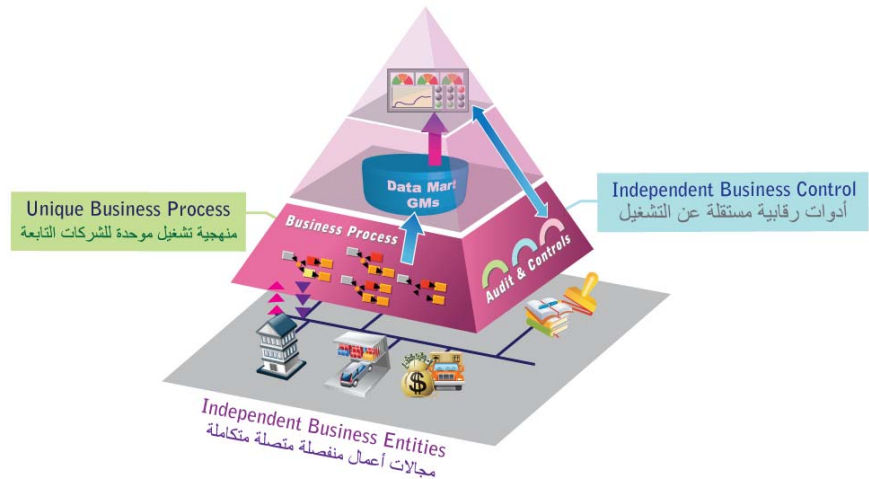 Data Mart
GMs
Unique Business Process
منهجية تشغيل موحدة للشركات التابعة
Independent Business Control
أدوات رقابية مستقلة عن التشغيل
Business Process
Audit & Controls
$
Independent Business Entities
مجالات أعمال منفصلة متصلة متكاملة